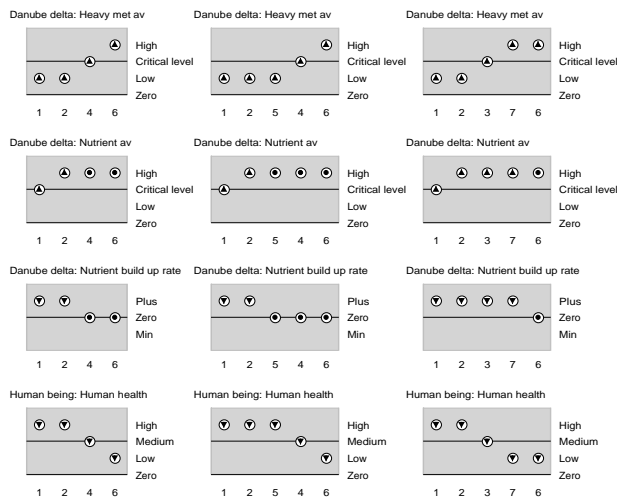 Danube delta: Heavy met av
High
Critical level
Low
Zero
1 2 4 6
Danube delta: Heavy met av
High
Critical level
Low
Zero
1 2 5 4 6
Danube delta: Heavy met av
High
Critical level
Low
Zero
1 2 3 7 6
Danube delta: Nutrient av
High
Critical level
Low
Zero
1 2 4 6
Danube delta: Nutrient av
High
Critical level
Low
Zero
1 2 5 4 6
Danube delta: Nutrient av
High
Critical level
Low
Zero
1 2 3 7 6
Danube delta: Nutrient build up rate
Plus
Zero
Min
1 2 4 6
Danube delta: Nutrient build up rate
Plus
Zero
Min
1 2 5 4 6
Danube delta: Nutrient build up rate
Plus
Zero
Min
1 2 3 7 6
Human being: Human health
High
Medium
Low
Zero
1 2 4 6
Human being: Human health
High
Medium
Low
Zero
1 2 5 4 6
Human being: Human health
High
Medium
Low
Zero
1 2 3 7 6